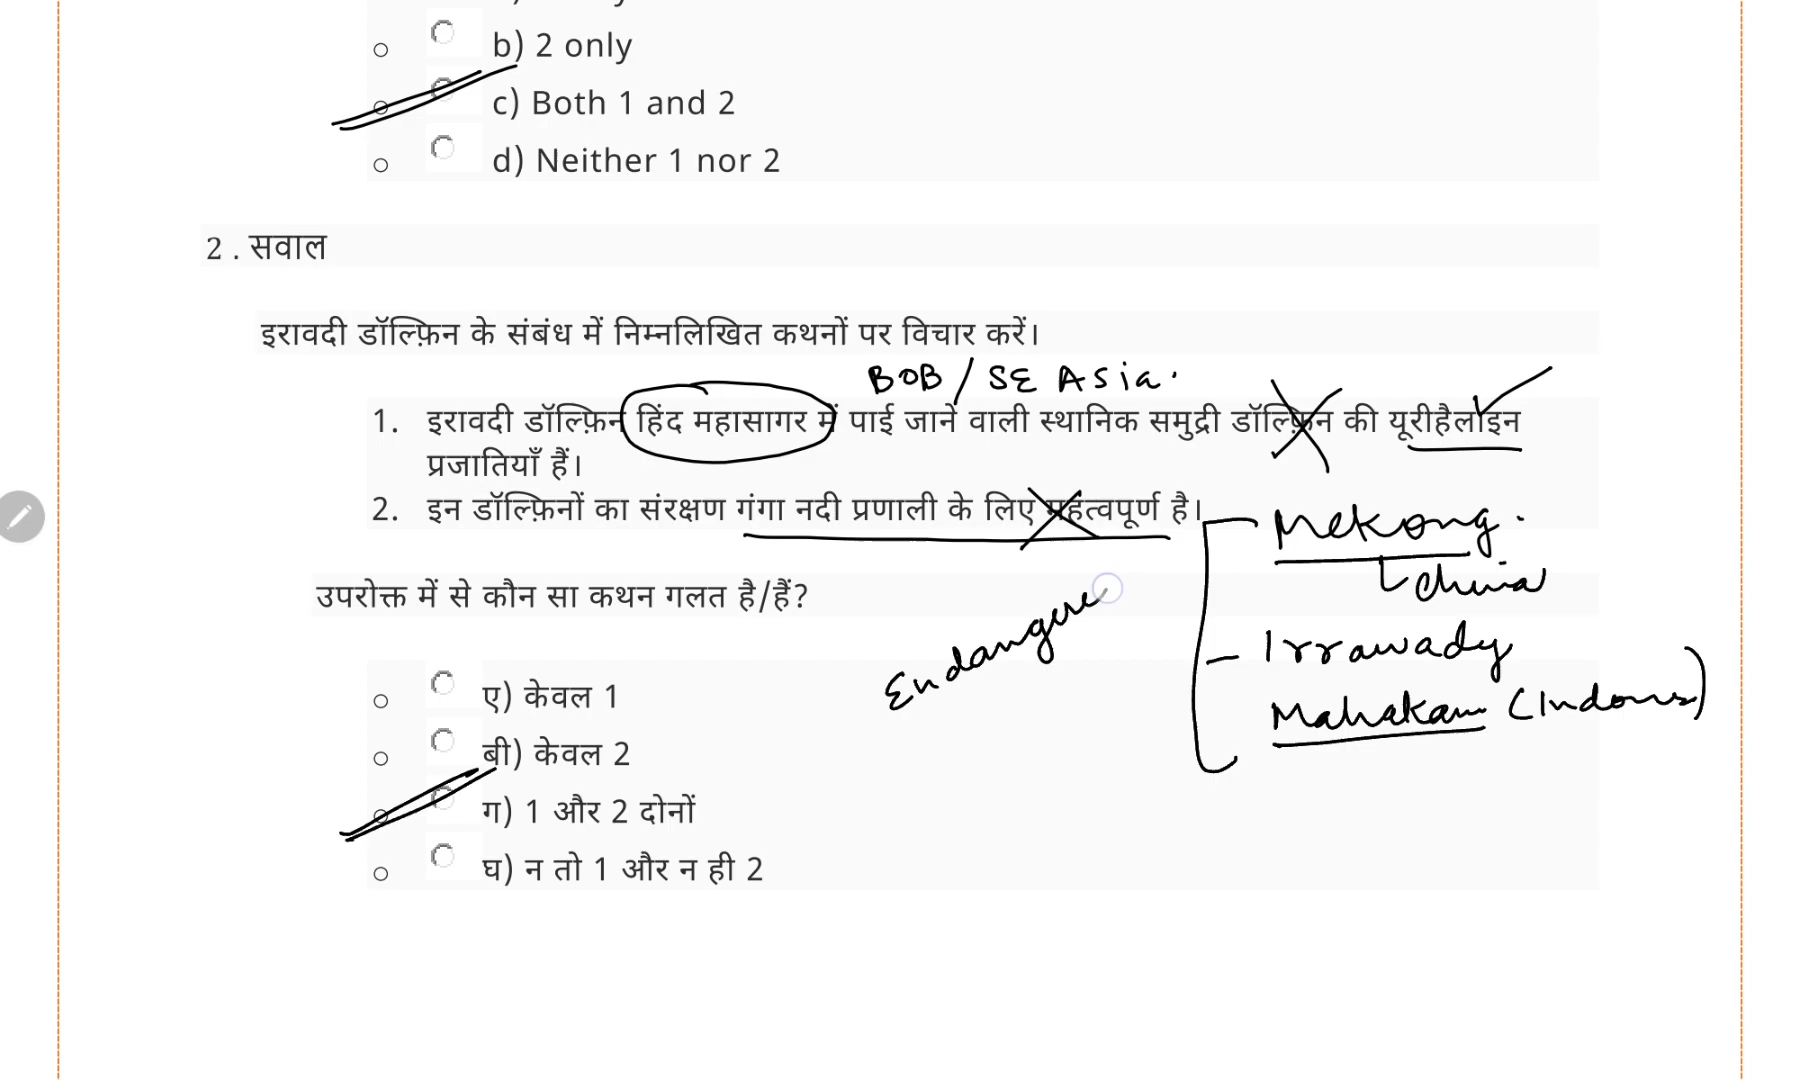 b) 2 only
c) Both 1 and 2
d) Neither 1 nor 2
2 . सवाल
इरावदी डॉल्फ़िन के संबंध में निम्नलिखित कथनों पर विचार करें।
BOB / SE Asia.
1. इरावदी डॉल्फ़िन हिंद महासागर में पाई जाने वाली स्थानिक समुद्री डॉल्फ़िन की यूरीहैलाइन
प्रजातियाँ हैं।
2. इन डॉल्फ़िनों का संरक्षण गंगा नदी प्रणाली के लिए महत्वपूर्ण है।
Mekong.
China
उपरोक्त में से कौन सा कथन गलत है/हैं?
Endangere
Irrawady
Mahakam
ए) केवल 1
बी) केवल 2
ग) 1 और 2 दोनों
घ) न तो 1 और न ही 2